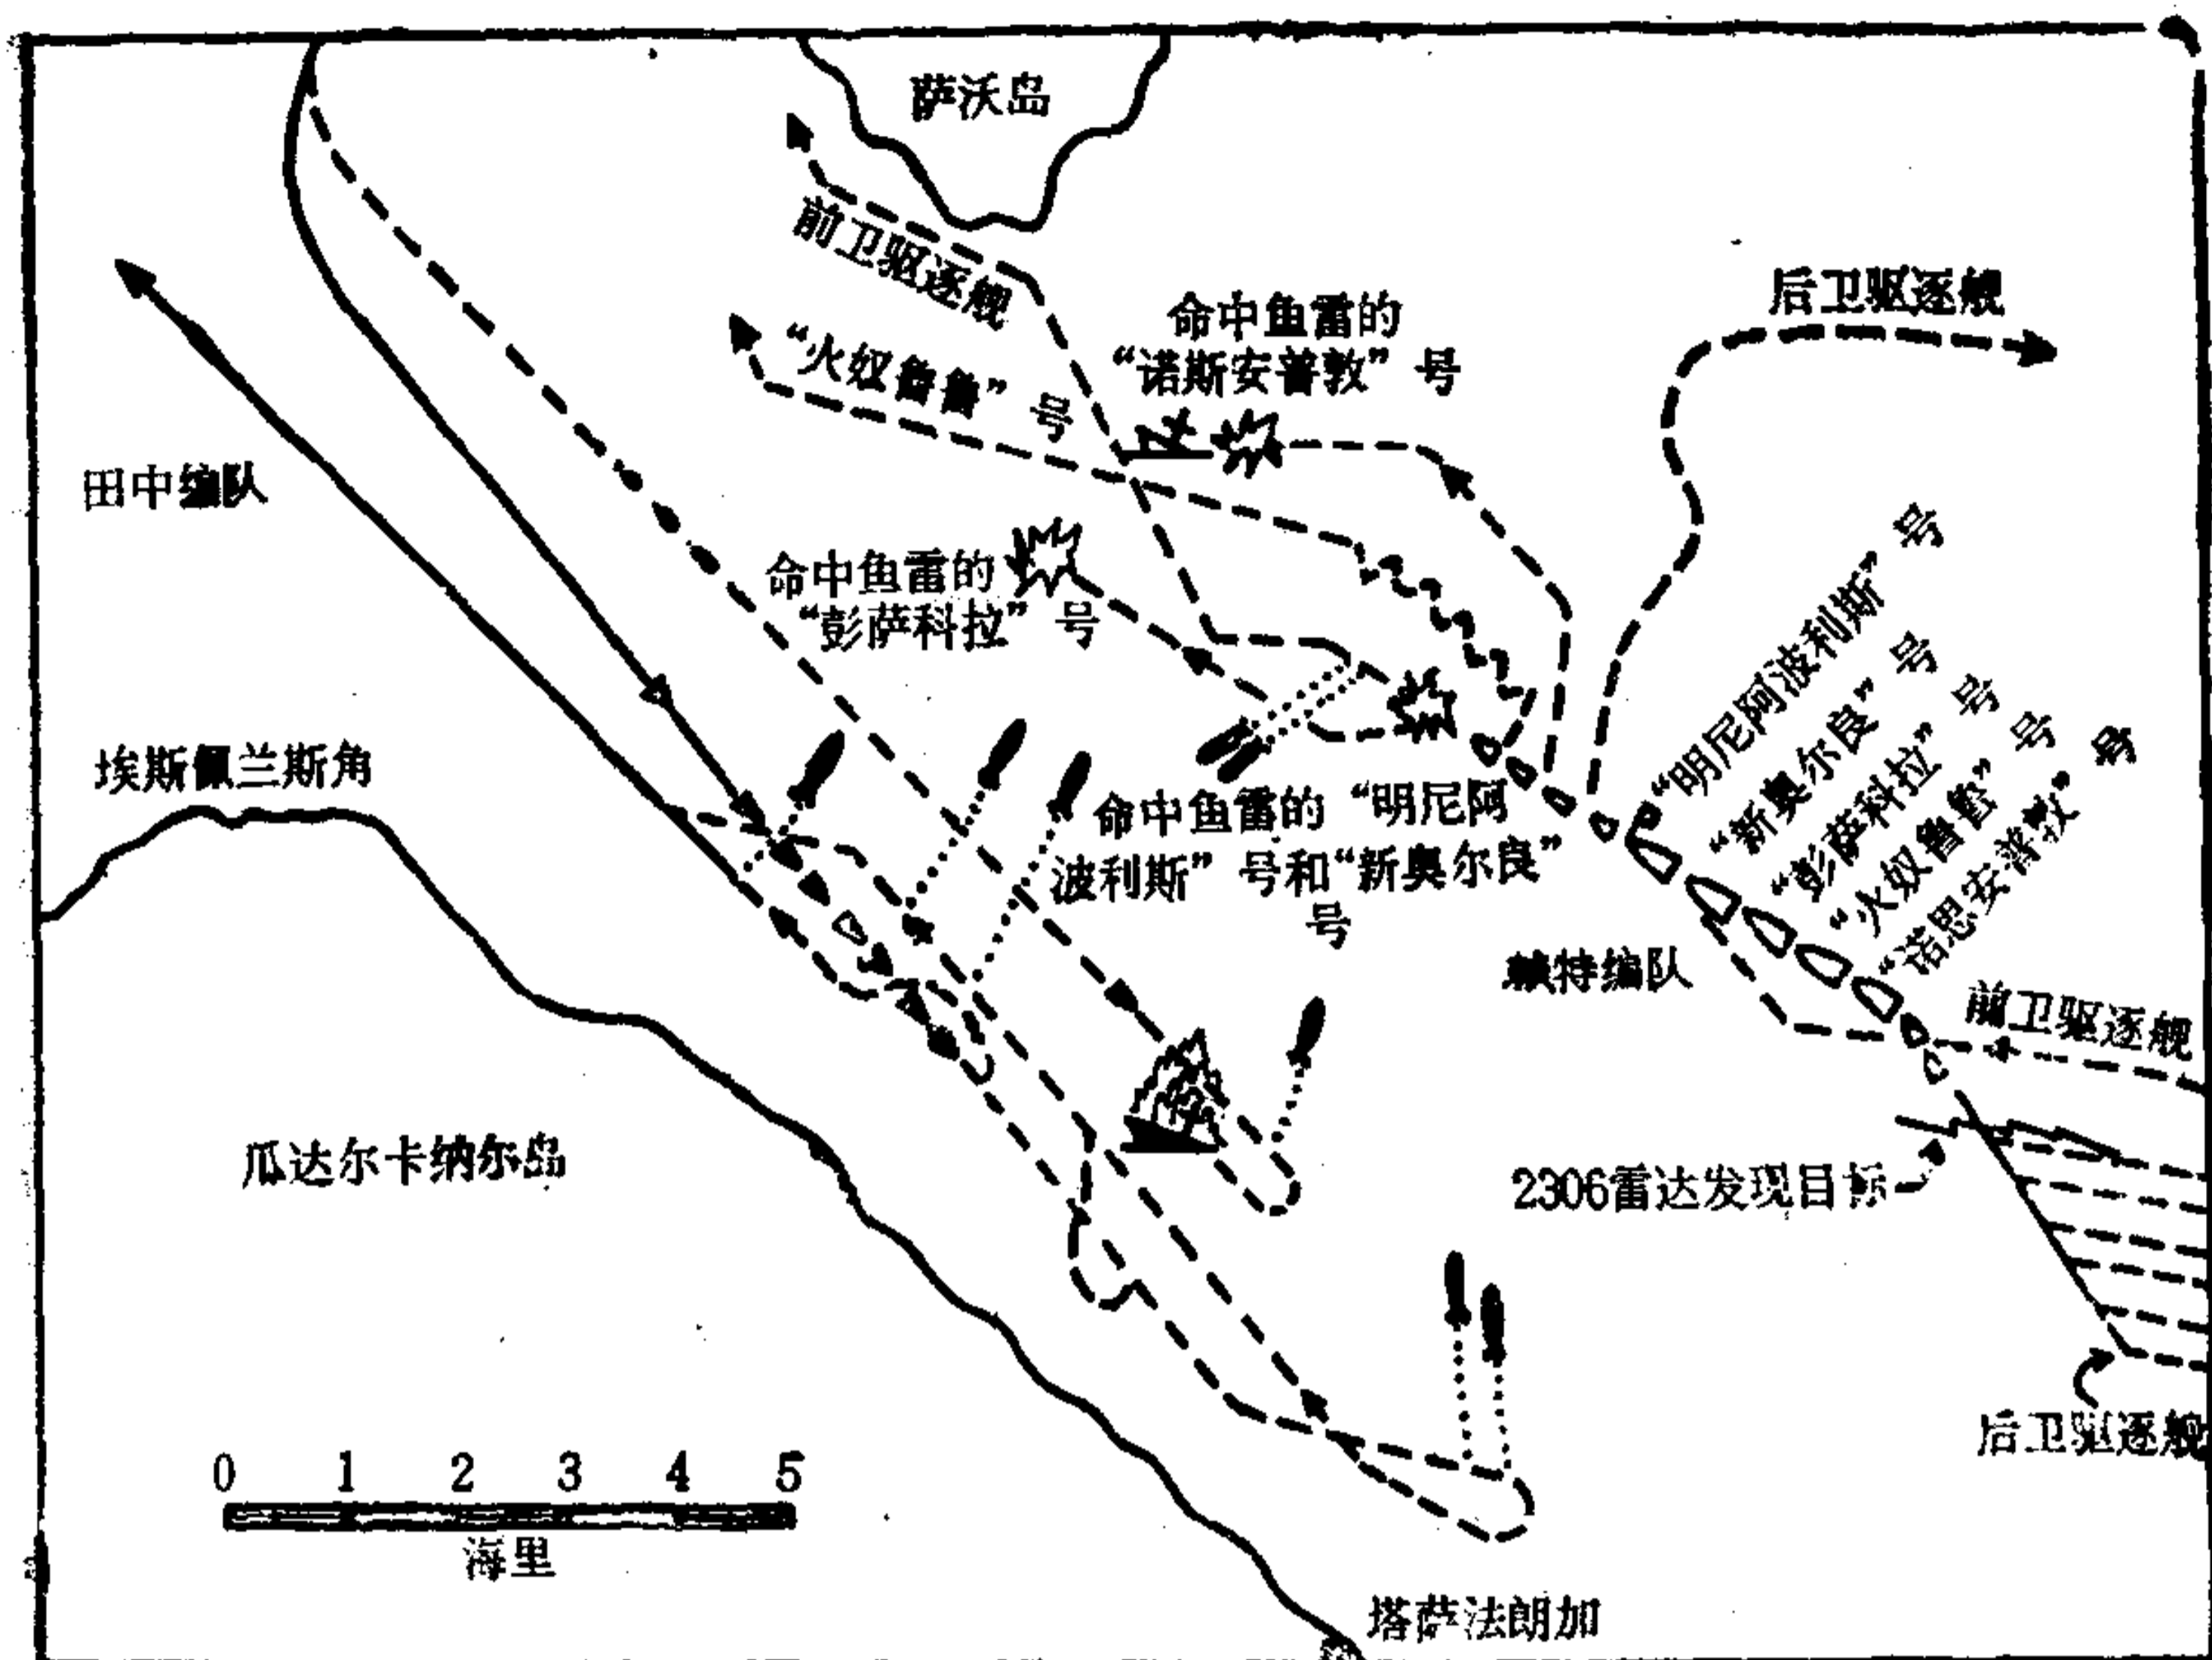 萨沃岛
前卫驱逐舰
后卫驱逐舰
命中鱼雷的
“诺斯安普敦”号
“火奴鲁鲁”号
田中编队
命中鱼雷的
“彭萨科拉”号
“明尼阿波利斯”号
“新奥尔良”号
“彭萨科拉”号
“火奴鲁鲁”号
“诺思安普敦”号
埃斯佩兰斯角
命中鱼雷的“明尼阿
波利斯”号和“新奥尔良”
号
赖特编队
前卫驱逐舰
瓜达尔卡纳尔岛
2306雷达发现目标
后卫驱逐舰
0 1 2 3 4 5
海里
塔萨法朗加